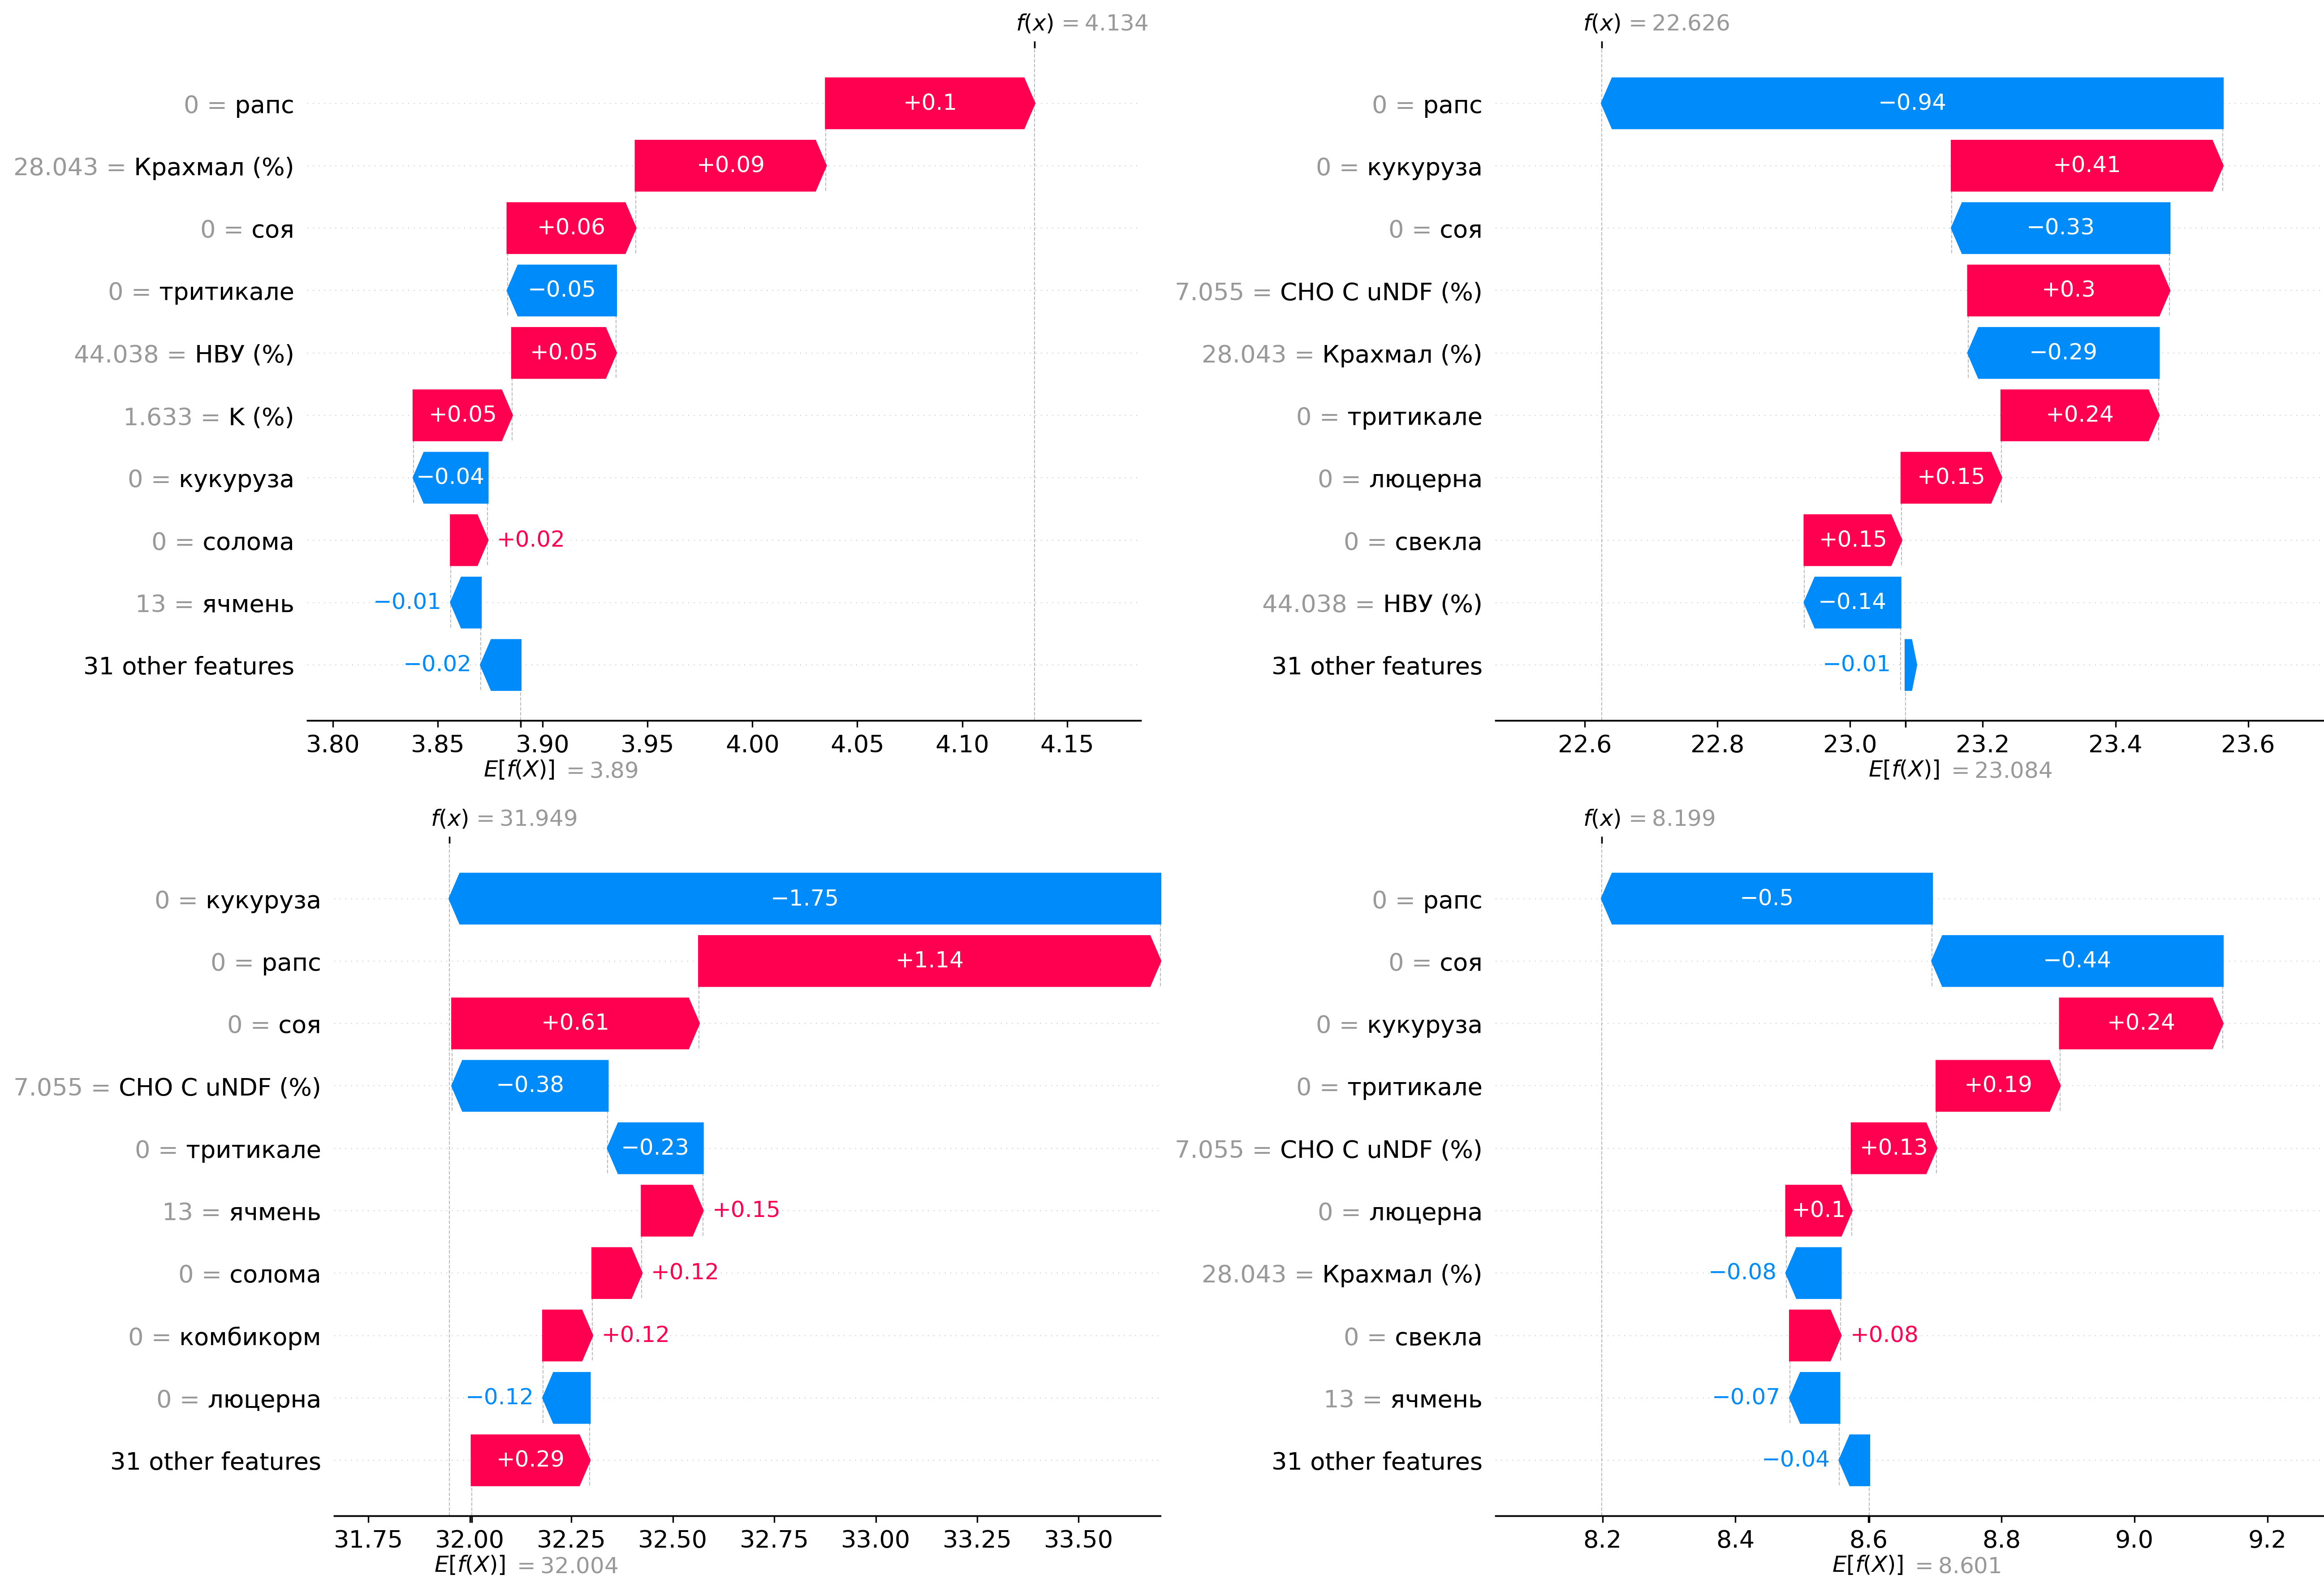 f(x) = 4.134
0 = рапс +0.1
28.043 = Крахмал (%) +0.09
0 = соя +0.06
0 = тритикале −0.05
44.038 = НВУ (%) +0.05
1.633 = K (%) +0.05
0 = кукуруза −0.04
0 = солома +0.02
13 = ячмень −0.01
31 other features −0.02
3.80 3.85 3.90 3.95 4.00 4.05 4.10 4.15
E[f(X)] = 3.89
f(x) = 22.626
0 = рапс −0.94
0 = кукуруза +0.41
0 = соя −0.33
7.055 = CHO C uNDF (%) +0.3
28.043 = Крахмал (%) −0.29
0 = тритикале +0.24
0 = люцерна +0.15
0 = свекла +0.15
44.038 = НВУ (%) −0.14
31 other features −0.01
22.6 22.8 23.0 23.2 23.4 23.6
E[f(X)] = 23.084
f(x) = 31.949
0 = кукуруза −1.75
0 = рапс +1.14
0 = соя +0.61
7.055 = CHO C uNDF (%) −0.38
0 = тритикале −0.23
13 = ячмень +0.15
0 = солома +0.12
0 = комбикорм +0.12
0 = люцерна −0.12
31 other features +0.29
31.75 32.00 32.25 32.50 32.75 33.00 33.25 33.50
E[f(X)] = 32.004
f(x) = 8.199
0 = рапс −0.5
0 = соя −0.44
0 = кукуруза +0.24
0 = тритикале +0.19
7.055 = CHO C uNDF (%) +0.13
0 = люцерна +0.1
28.043 = Крахмал (%) −0.08
0 = свекла +0.08
13 = ячмень −0.07
31 other features −0.04
8.2 8.4 8.6 8.8 9.0 9.2
E[f(X)] = 8.601